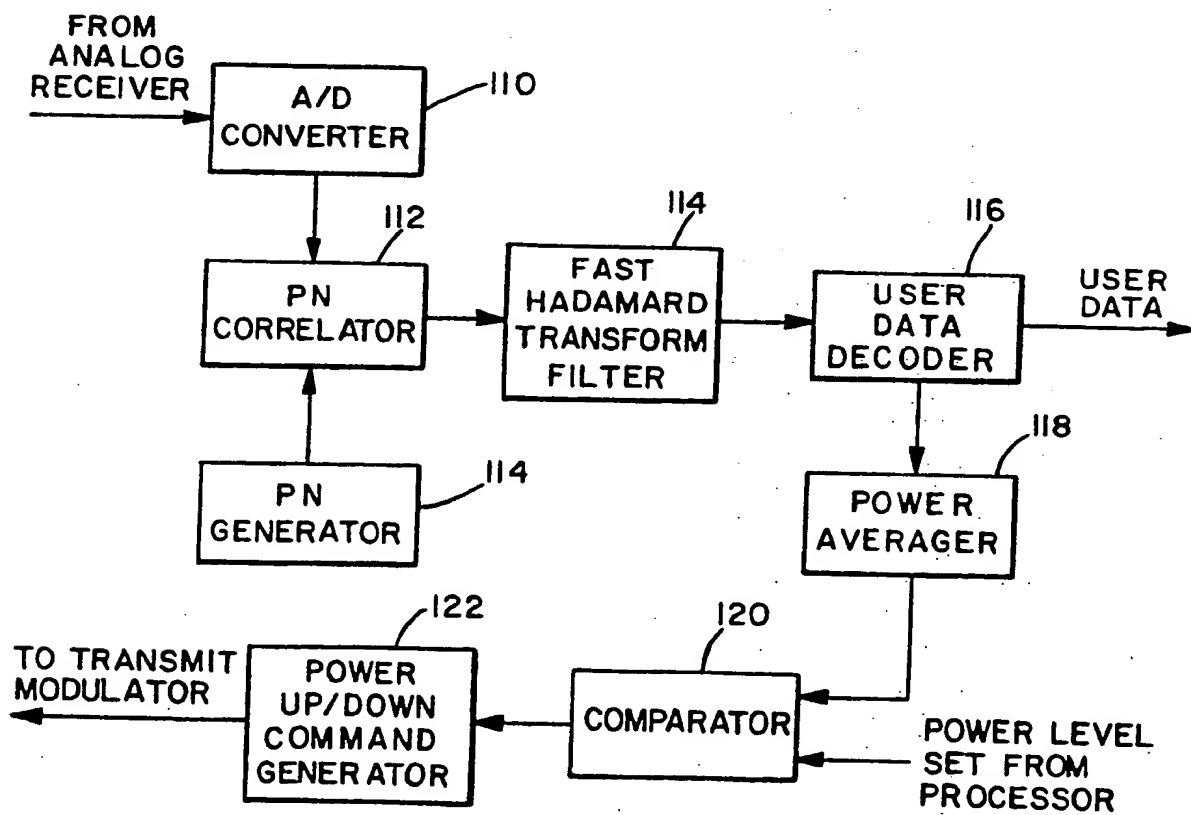 FROM
ANALOG
RECEIVER
A/D
CONVERTER
110
PN
CORRELATOR
112
FAST
HADAMARD
TRANSFORM
FILTER
114
USER
DATA
DECODER
116
USER
DATA
PN
GENERATOR
114
POWER
AVERAGER
118
TO TRANSMIT
MODULATOR
POWER
UP/DOWN
COMMAND
GENERATOR
122
COMPARATOR
120
POWER LEVEL
SET FROM
PROCESSOR